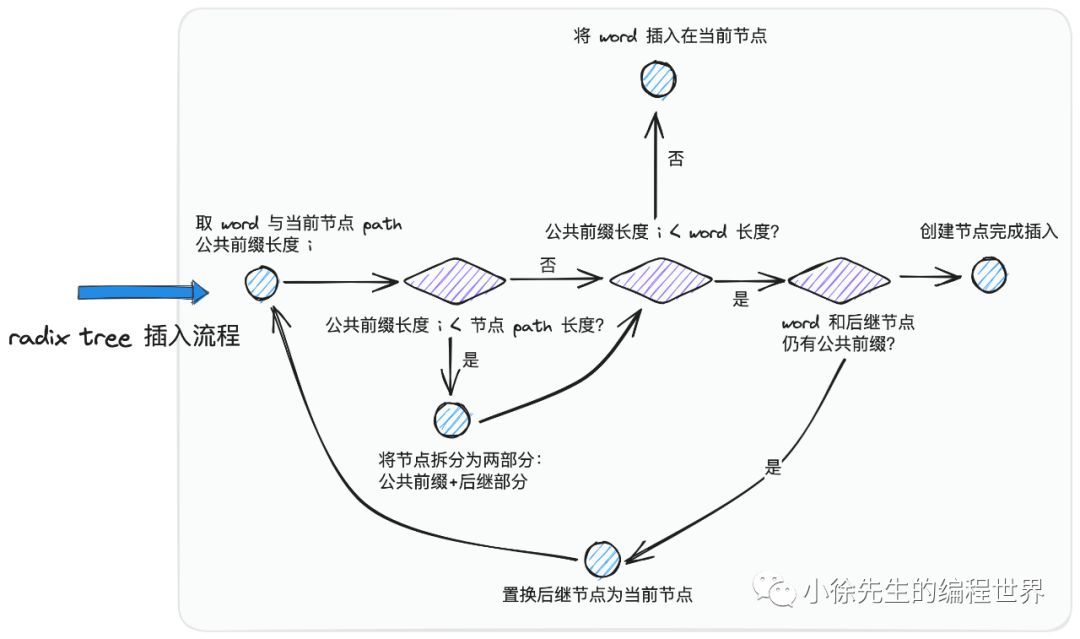 将 word 插入在当前节点
否
取 word 与当前节点 path
公共前缀长度 i
公共前缀长度 i < word 长度?
创建节点完成插入
否
是
radix tree 插入流程
公共前缀长度 i < 节点 path 长度?
word 和后继节点
仍有公共前缀?
是
将节点拆分为两部分:
公共前缀+后继部分
是
置换后继节点为当前节点
小徐先生的编程世界